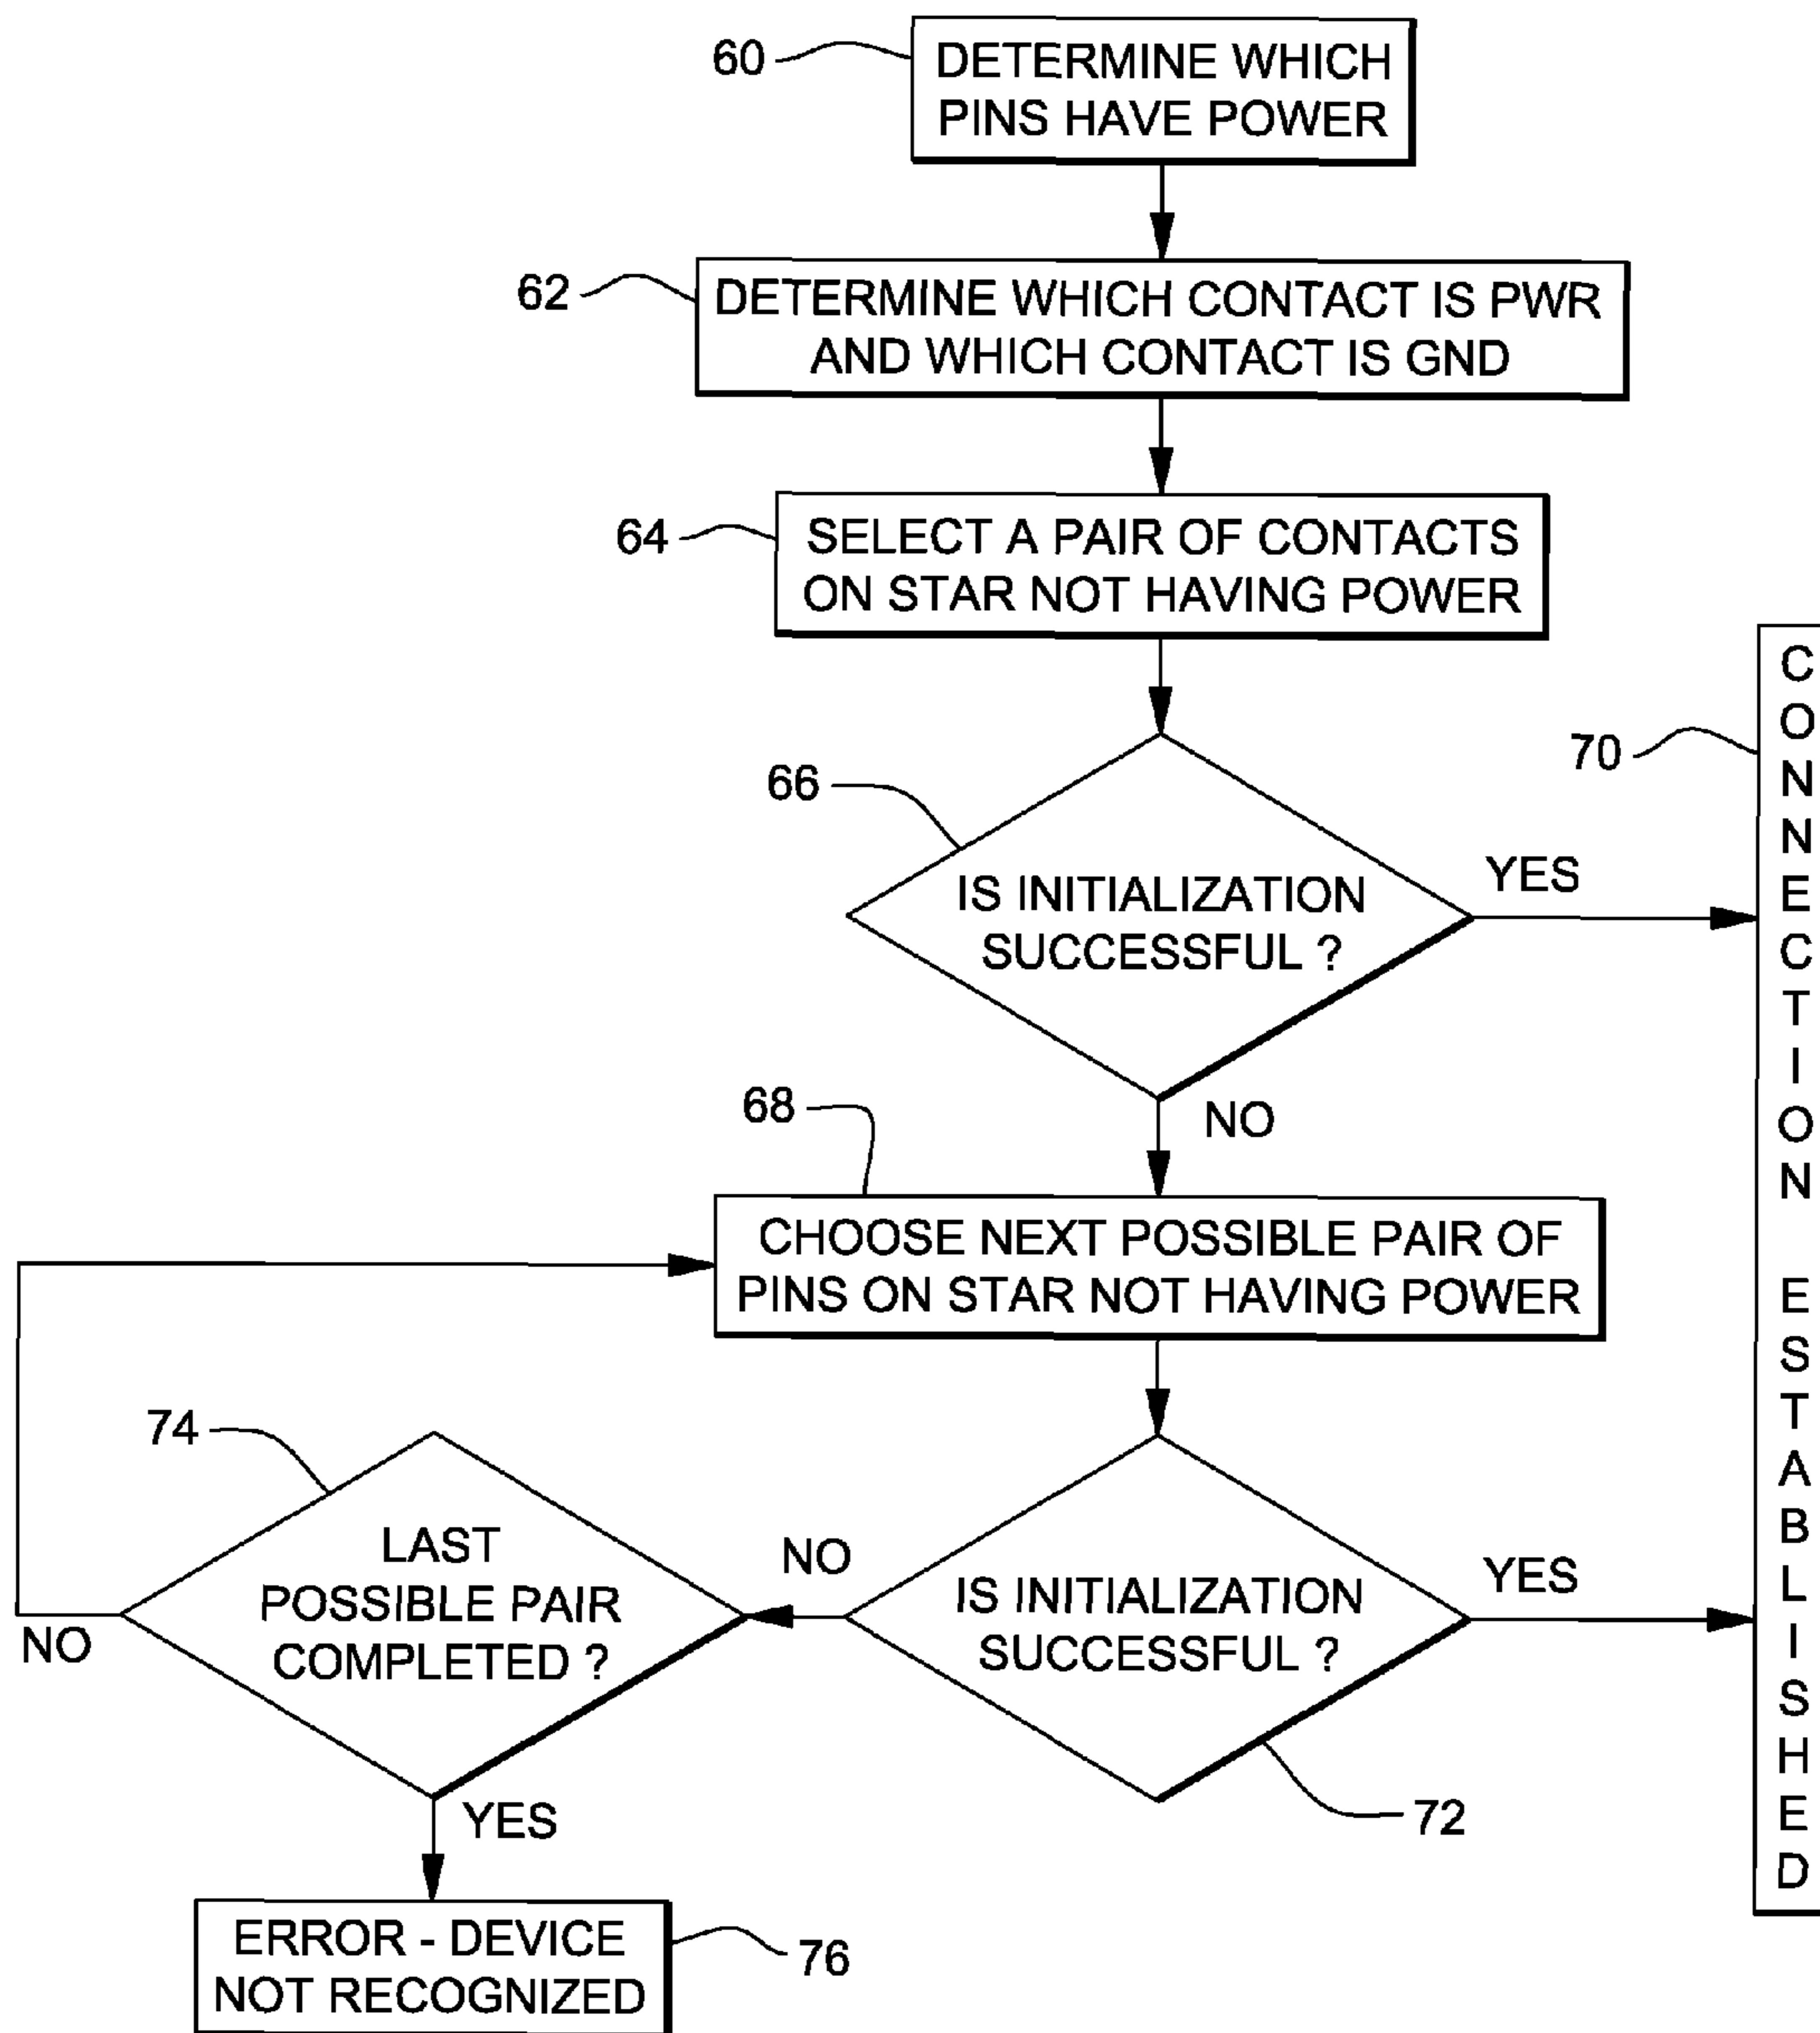 60
DETERMINE WHICH
PINS HAVE POWER
62
DETERMINE WHICH CONTACT IS PWR
AND WHICH CONTACT IS GND
64
SELECT A PAIR OF CONTACTS
ON STAR NOT HAVING POWER
66
IS INITIALIZATION
SUCCESSFUL ?
YES
70
CONNECTION ESTABLISHED
NO
68
CHOOSE NEXT POSSIBLE PAIR OF
PINS ON STAR NOT HAVING POWER
74
LAST
POSSIBLE PAIR
COMPLETED ?
NO
NO
IS INITIALIZATION
SUCCESSFUL ?
YES
72
YES
ERROR - DEVICE
NOT RECOGNIZED
76